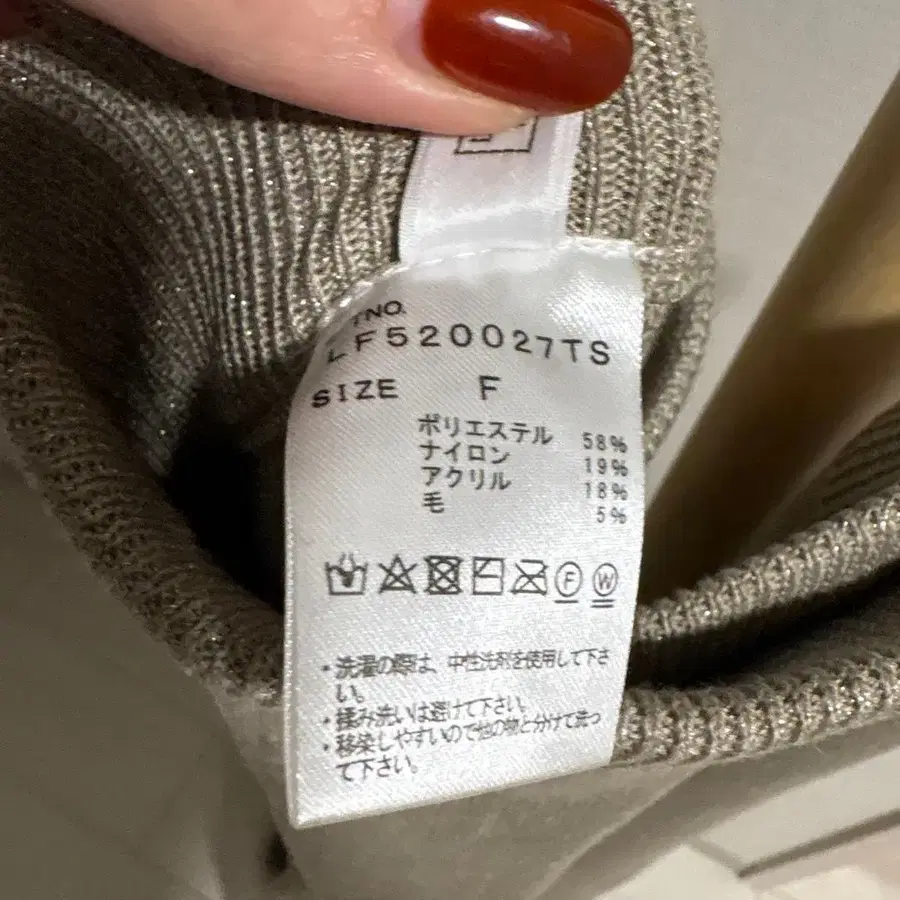 TNO.
LF520027TS
SIZE F
ポリエステル 58%
ナイロン 19%
アクリル 18%
毛 5%
F W
・洗濯の際は、中性洗剤を使用して下さ
い。
・揉み洗いは避けて下さい。
・移染しやすいので他の物と分けて洗っ
て下さい。